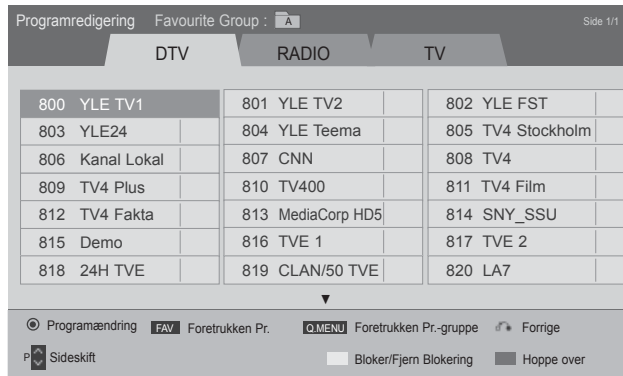 Programredigering Favourite Group : A Side 1/1
DTV RADIO TV
800 YLE TV1 801 YLE TV2 802 YLE FST
803 YLE24 804 YLE Teema 805 TV4 Stockholm
806 Kanal Lokal 807 CNN 808 TV4
809 TV4 Plus 810 TV400 811 TV4 Film
812 TV4 Fakta 813 MediaCorp HD5 814 SNY_SSU
815 Demo 816 TVE 1 817 TVE 2
818 24H TVE 819 CLAN/50 TVE 820 LA7
Programændring FAV Foretrukken Pr. Q.MENU Foretrukken Pr.-gruppe Forrige
P Sideskift Bloker/Fjern Blokering Hoppe over